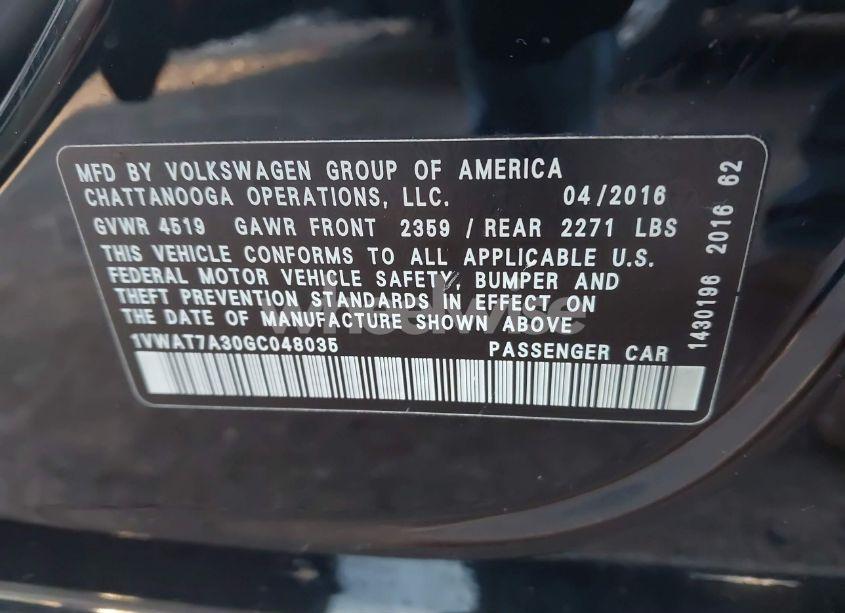 MFD BY VOLKSWAGEN GROUP OF AMERICA
CHATTANOOGA OPERATIONS, LLC. 04/2016
GVWR 4519 GAWR FRONT 2359 / REAR 2271 LBS
THIS VEHICLE CONFORMS TO ALL APPLICABLE U.S.
FEDERAL MOTOR VEHICLE SAFETY, BUMPER AND
THEFT PREVENTION STANDARDS IN EFFECT ON
THE DATE OF MANUFACTURE SHOWN ABOVE
1VWAT7A30GC048035 PASSENGER CAR
1430196 2016 62